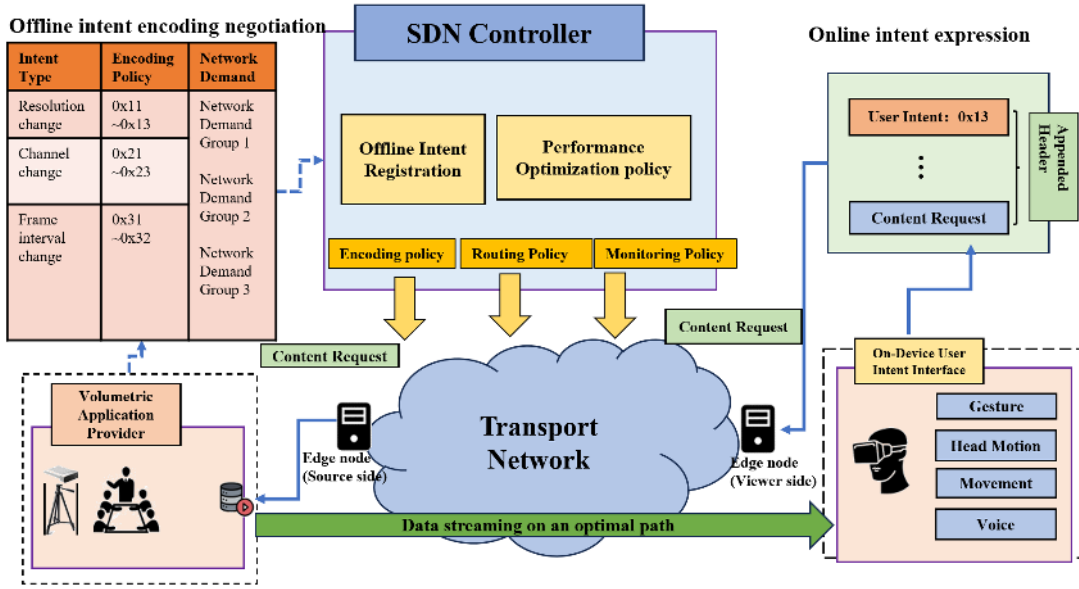 Offline intent encoding negotiation
Intent
Type
Encoding
Policy
Network
Demand
Resolution
change
0x11
~0x13
Network
Demand
Group 1
Channel
change
0x21
~0x23
Network
Demand
Group 2
Frame
interval
change
0x31
~0x32
Network
Demand
Group 3
SDN Controller
Offline Intent
Registration
Performance
Optimization policy
Encoding policy
Routing Policy
Monitoring Policy
Online intent expression
User Intent: 0x13
...
Content Request
Appended
Header
Content Request
Content Request
Volumetric
Application
Provider
Edge node
(Source side)
Transport
Network
Edge node
(Viewer side)
On-Device User
Intent Interface
Gesture
Head Motion
Movement
Voice
Data streaming on an optimal path